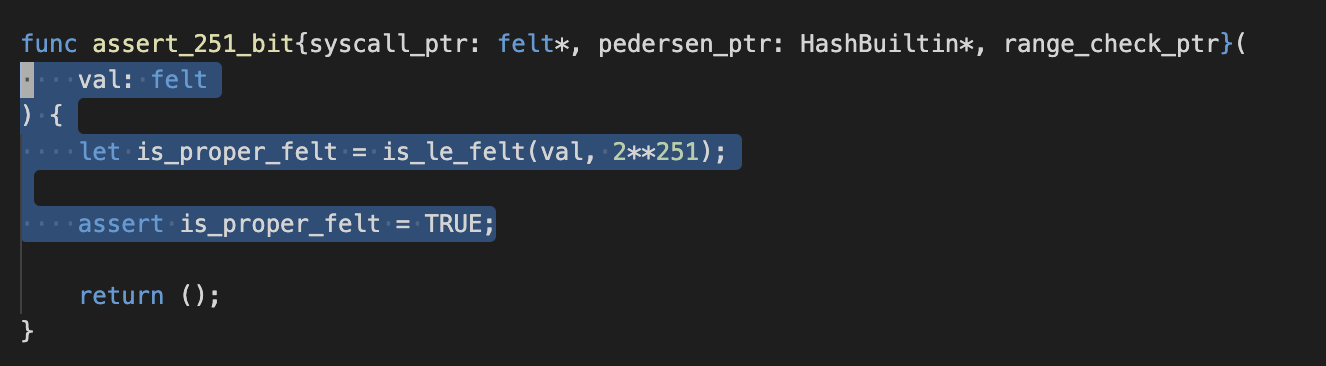 func assert_251_bit{syscall_ptr: felt*, pedersen_ptr: HashBuiltin*, range_check_ptr}(
    val: felt
) {
    let is_proper_felt = is_le_felt(val, 2**251);
    assert is_proper_felt = TRUE;
    return ();
}